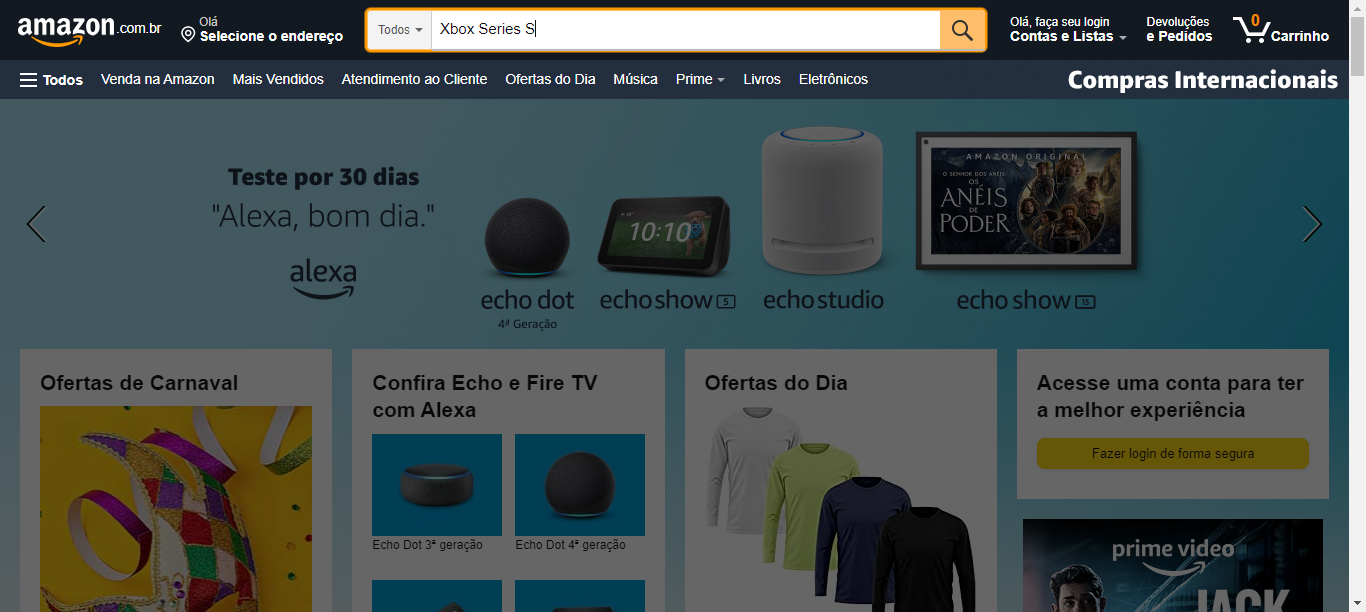 amazon.com.br
Olá
Selecione o endereço
Todos
Xbox Series S
Olá, faça seu login
Contas e Listas
Devoluções
e Pedidos
0
Carrinho
Todos
Venda na Amazon
Mais Vendidos
Atendimento ao Cliente
Ofertas do Dia
Música
Prime
Livros
Eletrônicos
Compras Internacionais
Teste por 30 dias
"Alexa, bom dia."
alexa
10:10
AMAZON ORIGINAL
O SENHOR DOS ANÉIS
OS
ANÉIS
DE
PODER
echo dot
4ª Geração
echo show 5
echo studio
echo show 15
Ofertas de Carnaval
Confira Echo e Fire TV
com Alexa
Echo Dot 3ª geração
Echo Dot 4ª geração
Ofertas do Dia
Acesse uma conta para ter
a melhor experiência
Fazer login de forma segura
prime video
JACK